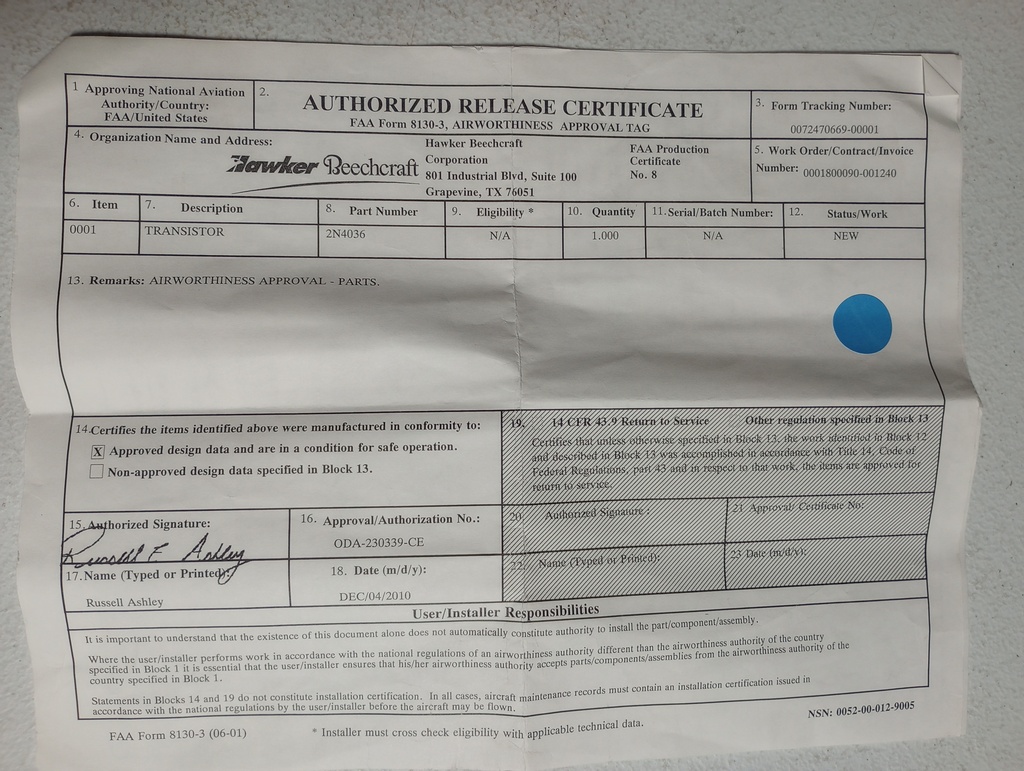 1 Approving National Aviation
Authority/Country:
FAA/United States
2.
AUTHORIZED RELEASE CERTIFICATE
FAA Form 8130-3, AIRWORTHINESS APPROVAL TAG
3. Form Tracking Number:
0072470669-00001
4. Organization Name and Address:
Hawker Beechcraft
Hawker Beechcraft
Corporation
801 Industrial Blvd, Suite 100
Grapevine, TX 76051
FAA Production
Certificate
No. 8
5. Work Order/Contract/Invoice
Number: 0001800090-001240
6. Item
7. Description
8. Part Number
9. Eligibility *
10. Quantity
11. Serial/Batch Number:
12. Status/Work
0001
TRANSISTOR
2N4036
N/A
1.000
N/A
NEW
13. Remarks: AIRWORTHINESS APPROVAL - PARTS.
14. Certifies the items identified above were manufactured in conformity to:
X Approved design data and are in a condition for safe operation.
Non-approved design data specified in Block 13.
19. 14 CFR 43.9 Return to Service Other regulation specified in Block 13
Certifies that unless otherwise specified in Block 13, the work identified in Block 12
and described in Block 13 was accomplished in accordance with Title 14, Code of
Federal Regulations, part 43 and in respect to that work, the items are approved for
return to service.
15. Authorized Signature:
Russell F. Ashley
16. Approval/Authorization No.:
ODA-230339-CE
20. Authorized Signature :
21 Approval/ Certificate No:
17. Name (Typed or Printed):
Russell Ashley
18. Date (m/d/y):
DEC/04/2010
22. Name (Typed or Printed):
23 Date (m/d/y):
User/Installer Responsibilities
It is important to understand that the existence of this document alone does not automatically constitute authority to install the part/component/assembly.
Where the user/installer performs work in accordance with the national regulations of an airworthiness authority different than the airworthiness authority of the country
specified in Block 1 it is essential that the user/installer ensures that his/her airworthiness authority accepts parts/components/assemblies from the airworthiness authority of the
country specified in Block 1.
Statements in Blocks 14 and 19 do not constitute installation certification. In all cases, aircraft maintenance records must contain an installation certification issued in
accordance with the national regulations by the user/installer before the aircraft may be flown.
FAA Form 8130-3 (06-01)
* Installer must cross check eligibility with applicable technical data.
NSN: 0052-00-012-9005